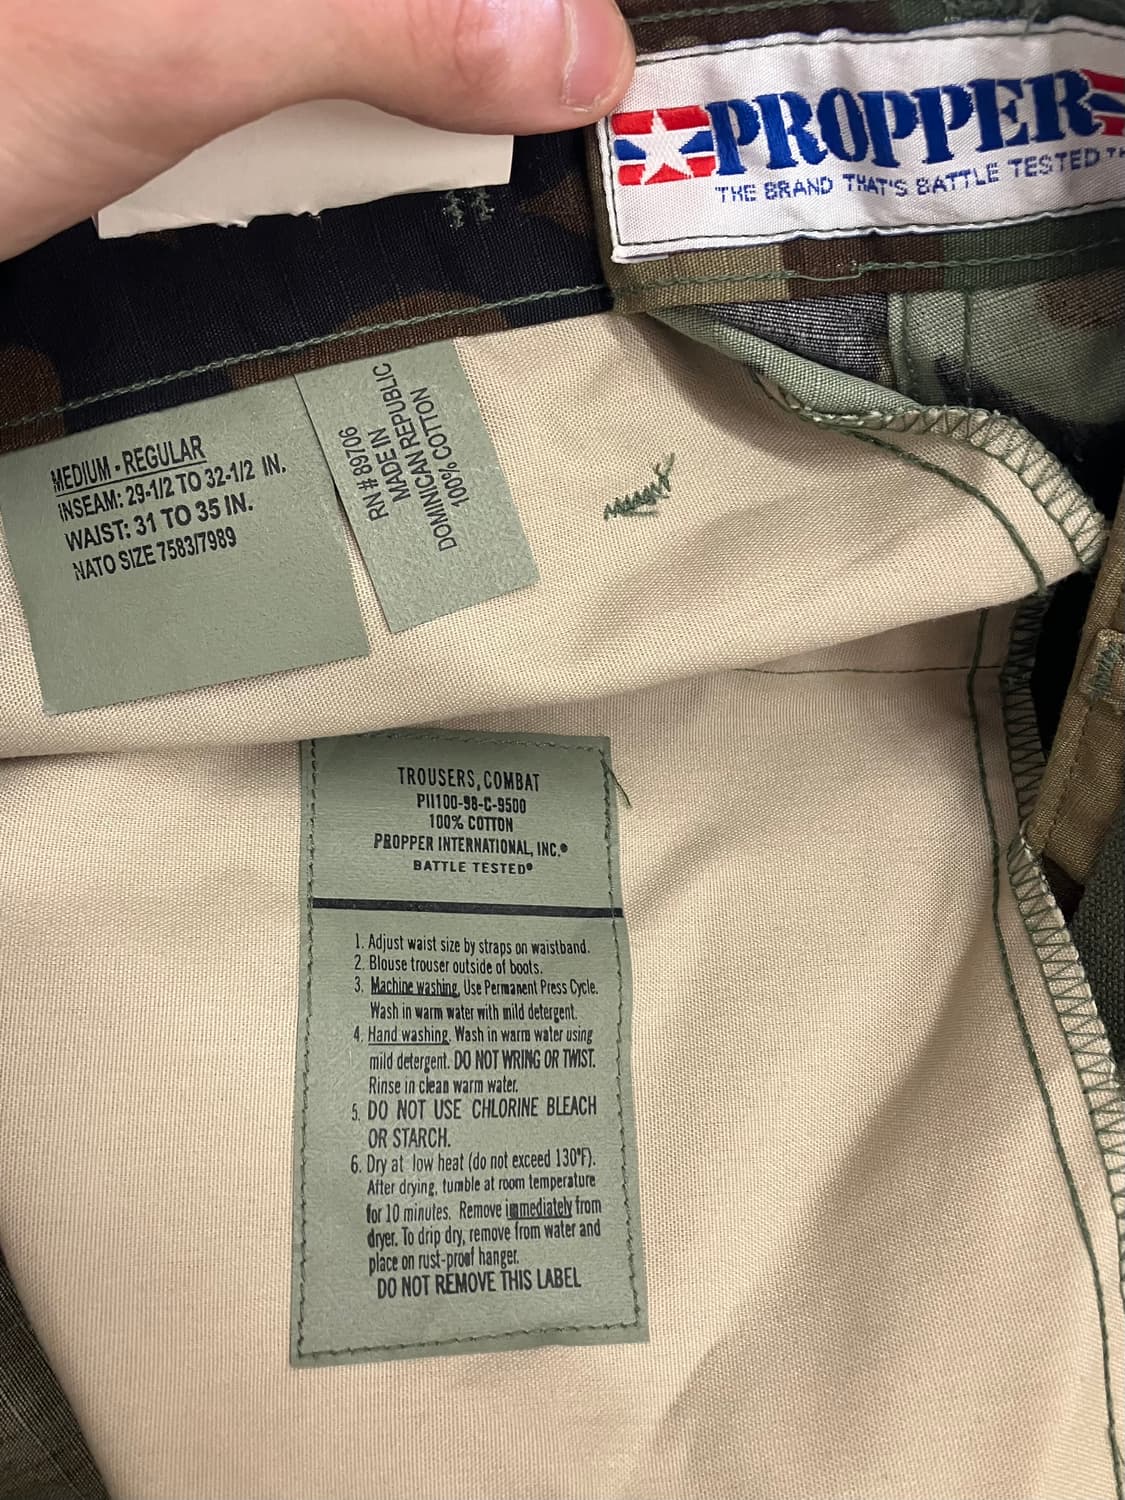 PROPPER
THE BRAND THAT'S BATTLE TESTED
MEDIUM - REGULAR
INSEAM: 29-1/2 TO 32-1/2 IN.
WAIST: 31 TO 35 IN.
NATO SIZE 7583/7989
RN # 89706
MADE IN
DOMINICAN REPUBLIC
100% COTTON
TROUSERS, COMBAT
PII100-98-C-9500
100% COTTON
PROPPER INTERNATIONAL, INC.®
BATTLE TESTED®
1. Adjust waist size by straps on waistband.
2. Blouse trouser outside of boots.
3. Machine washing. Use Permanent Press Cycle.
Wash in warm water with mild detergent.
4. Hand washing. Wash in warm water using
mild detergent. DO NOT WRING OR TWIST.
Rinse in clean warm water.
5. DO NOT USE CHLORINE BLEACH
OR STARCH.
6. Dry at low heat (do not exceed 130°F).
After drying, tumble at room temperature
for 10 minutes. Remove immediately from
dryer. To drip dry, remove from water and
place on rust-proof hanger.
DO NOT REMOVE THIS LABEL